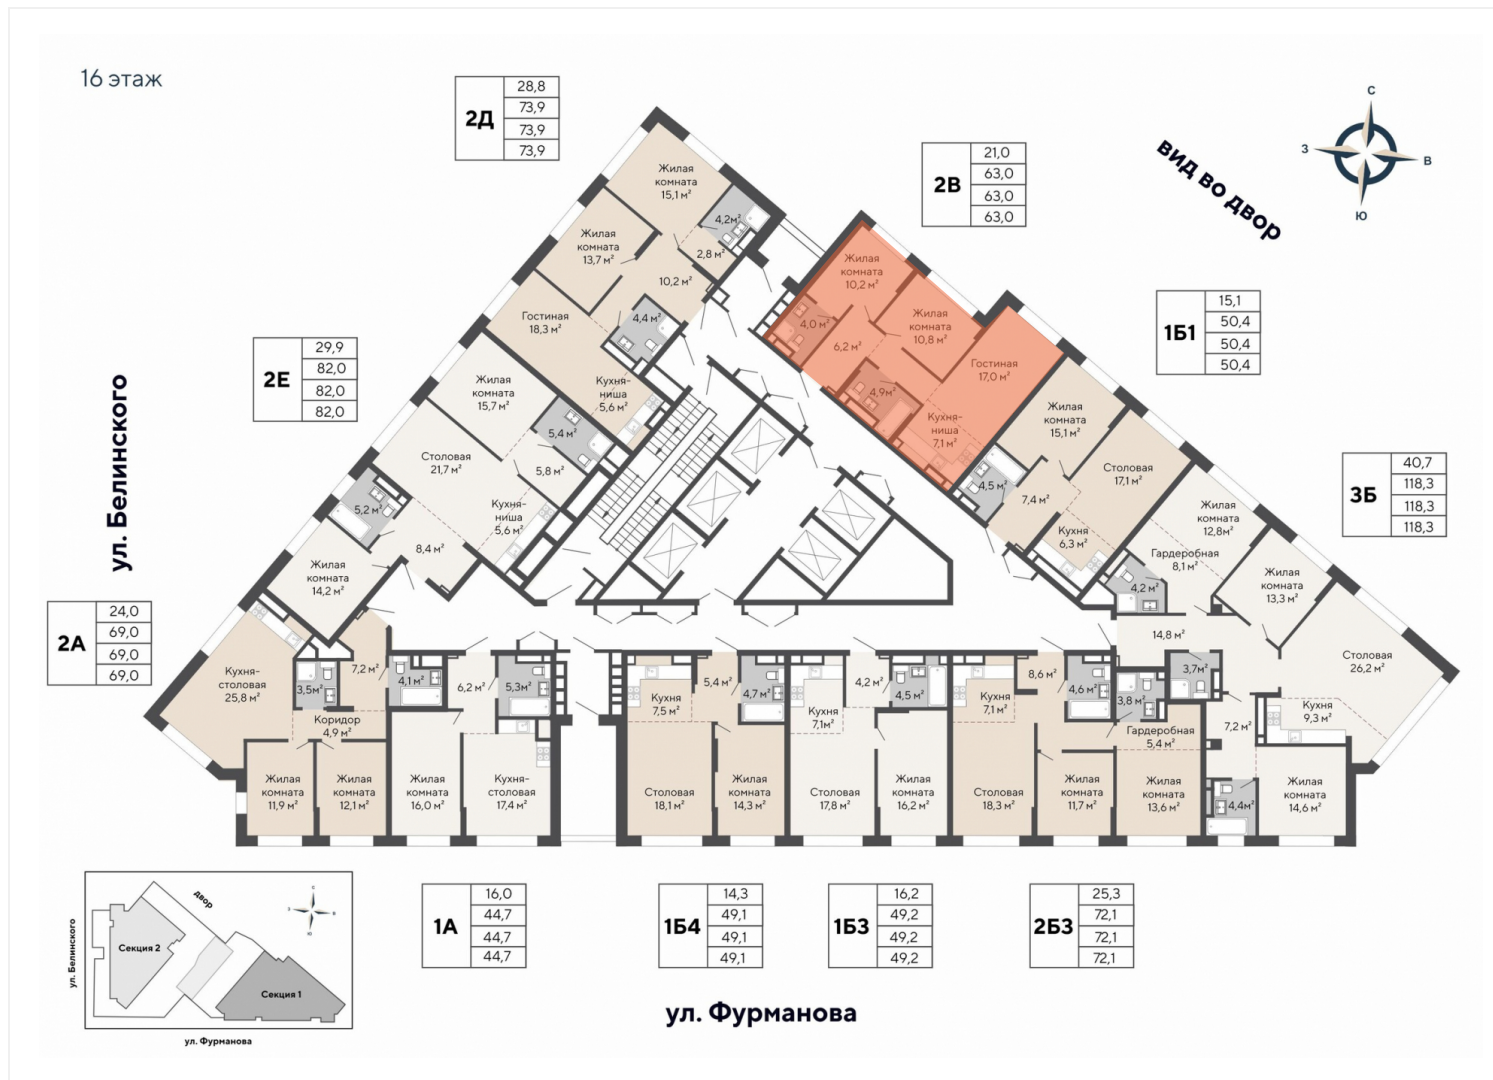 16 этаж
2Д
28,8
73,9
73,9
73,9
2В
21,0
63,0
63,0
63,0
вид во двор
С
З
В
Ю
1Б1
15,1
50,4
50,4
50,4
2Е
29,9
82,0
82,0
82,0
3Б
40,7
118,3
118,3
118,3
ул. Белинского
2А
24,0
69,0
69,0
69,0
Жилая
комната
15,1 м²
4,2м²
2,8 м²
Жилая
комната
13,7 м²
10,2 м²
Гостиная
18,3 м²
4,4 м²
Кухня-
ниша
5,6 м²
Жилая
комната
10,2 м²
4,0 м²
6,2 м²
Жилая
комната
10,8 м²
Гостиная
17,0 м²
4,9м²
Кухня-
ниша
7,1 м²
Жилая
комната
15,7 м²
5,4 м²
5,8 м²
Столовая
21,7 м²
Кухня-
ниша
5,6 м²
5,2 м²
8,4 м²
Жилая
комната
14,2 м²
Жилая
комната
15,1 м²
Столовая
17,1 м²
4,5 м²
7,4 м²
Кухня
6,3 м²
Жилая
комната
12,8м²
Гардеробная
8,1 м²
4,2 м²
Жилая
комната
13,3 м²
14,8 м²
Столовая
26,2 м²
3,7м²
7,2 м²
Кухня
9,3 м²
4,4м²
Жилая
комната
14,6 м²
Кухня-
столовая
25,8 м²
3,5м²
7,2 м²
Коридор
4,9 м²
Жилая
комната
11,9 м²
Жилая
комната
12,1 м²
4,1 м²
6,2 м²
5,3м²
Жилая
комната
16,0 м²
Кухня-
столовая
17,4 м²
Кухня
7,5 м²
5,4 м²
4,7 м²
Столовая
18,1 м²
Жилая
комната
14,3 м²
Кухня
7,1м²
4,2 м²
4,5 м²
Столовая
17,8 м²
Жилая
комната
16,2 м²
Кухня
7,1 м²
8,6 м²
4,6 м²
Столовая
18,3 м²
Жилая
комната
11,7 м²
3,8 м²
Гардеробная
5,4 м²
Жилая
комната
13,6 м²
1А
16,0
44,7
44,7
44,7
1Б4
14,3
49,1
49,1
49,1
1Б3
16,2
49,2
49,2
49,2
2Б3
25,3
72,1
72,1
72,1
ул. Фурманова
двор
С
З
В
Ю
ул. Белинского
Секция 2
Секция 1
ул. Фурманова